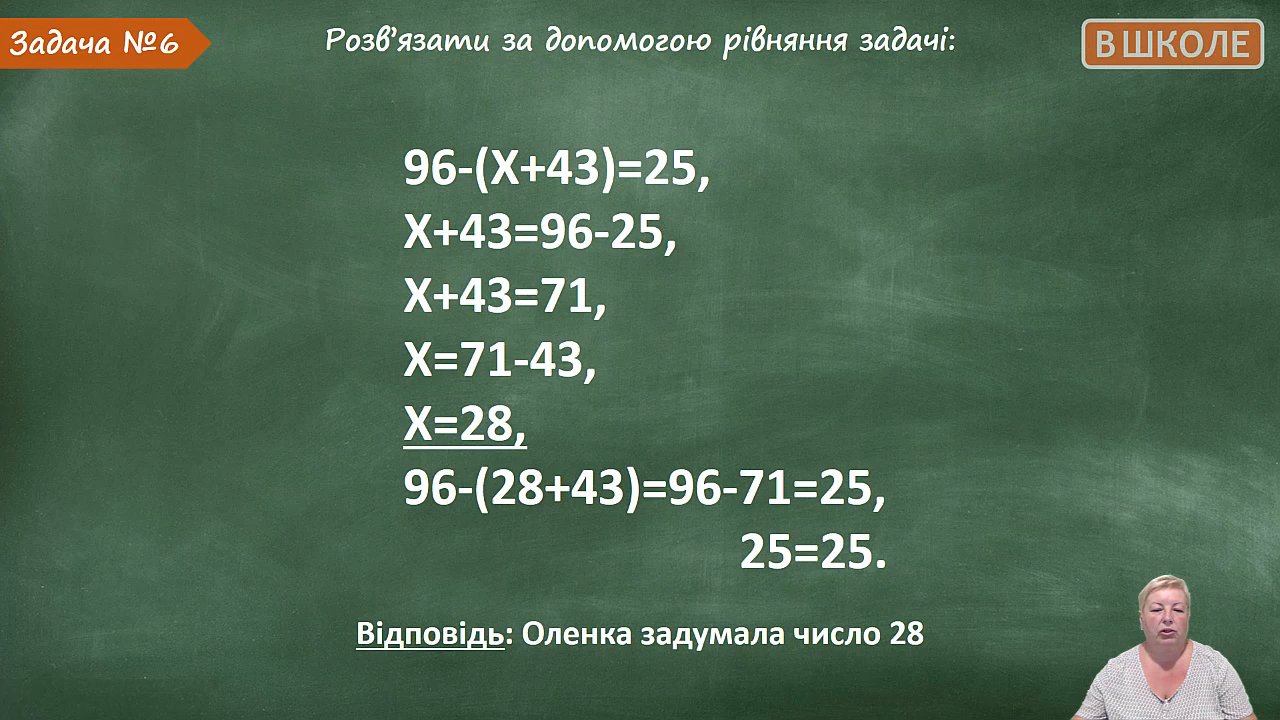 Задача №6
Розв'язати за допомогою рівняння задачі:
В ШКОЛЕ
96-(Х+43)=25,
Х+43=96-25,
Х+43=71,
Х=71-43,
Х=28,
96-(28+43)=96-71=25,
25=25.
Відповідь: Оленка задумала число 28